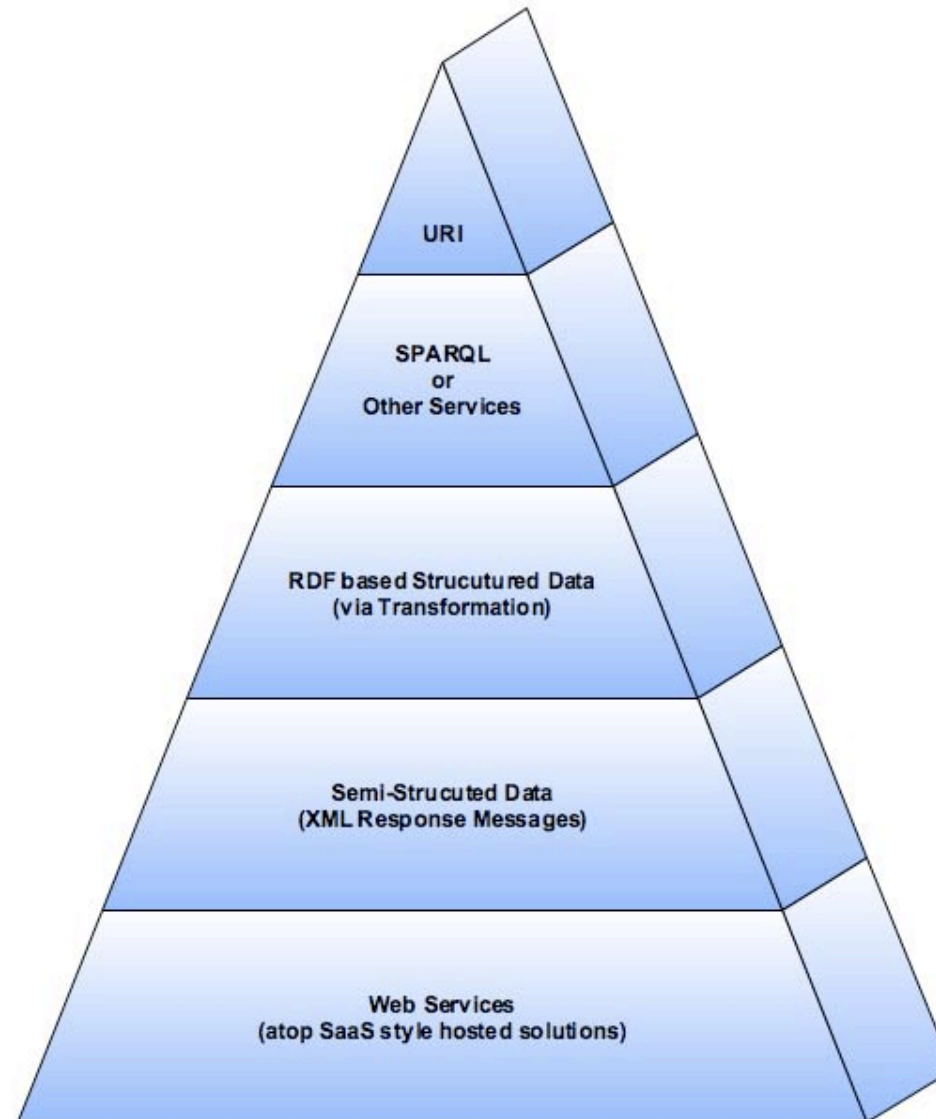 URI
SPARQL
or
Other Services
RDF based Strucutured Data
(via Transformation)
Semi-Strucuted Data
(XML Response Messages)
Web Services
(atop SaaS style hosted solutions)